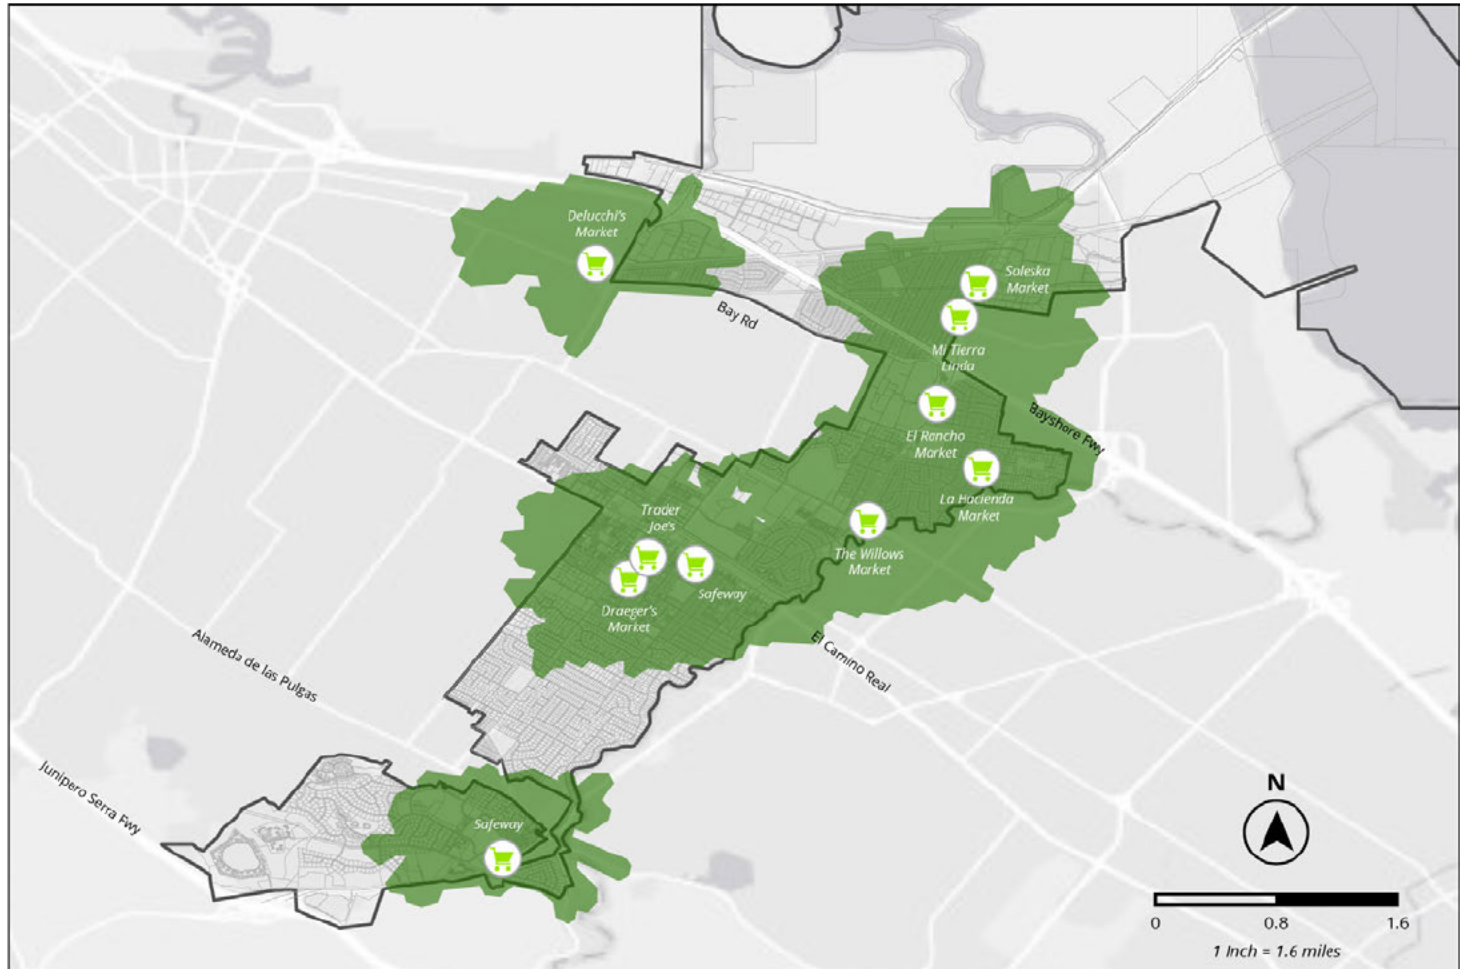 Delucchi's
Market
Soleska
Market
Bay Rd
Mi Tierra
Linda
Bayshore Fwy
El Rancho
Market
La Hacienda
Market
Trader
Joe's
The Willows
Market
Safeway
Draeger's
Market
El Camino Real
Alameda de las Pulgas
Junipero Serra Fwy
Safeway
N
0 0.8 1.6
1 Inch = 1.6 miles